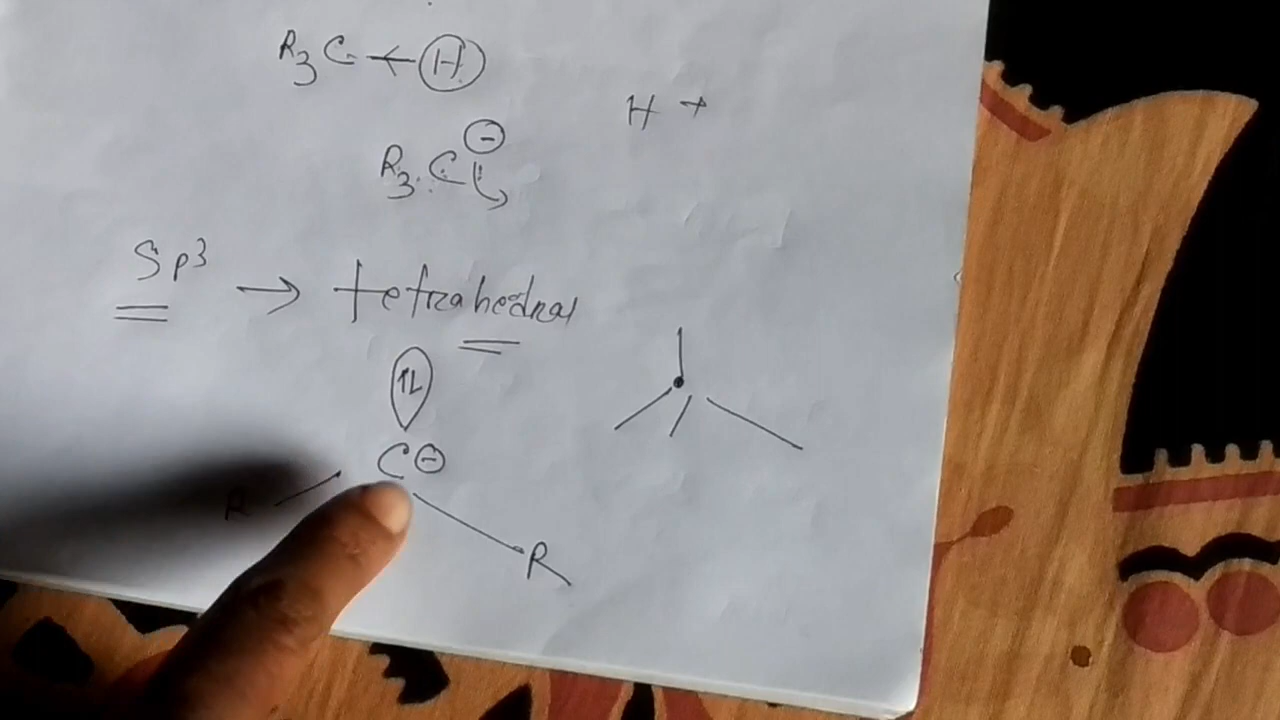 R₃C ← H
H +
R₃C⊖
Sp³ → tetrahedral
↑↓
C⊖
R
R